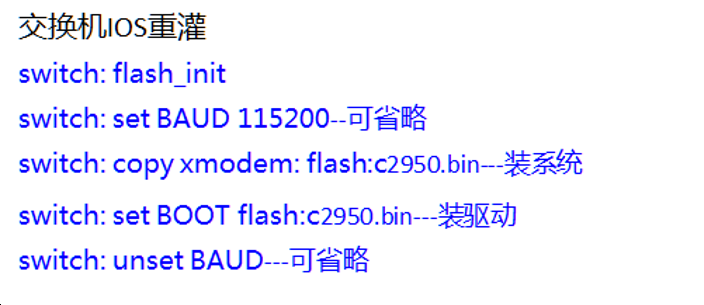 交换机IOS重灌
switch: flash_init
switch: set BAUD 115200--可省略
switch: copy xmodem: flash:c2950.bin---装系统
switch: set BOOT flash:c2950.bin---装驱动
switch: unset BAUD---可省略